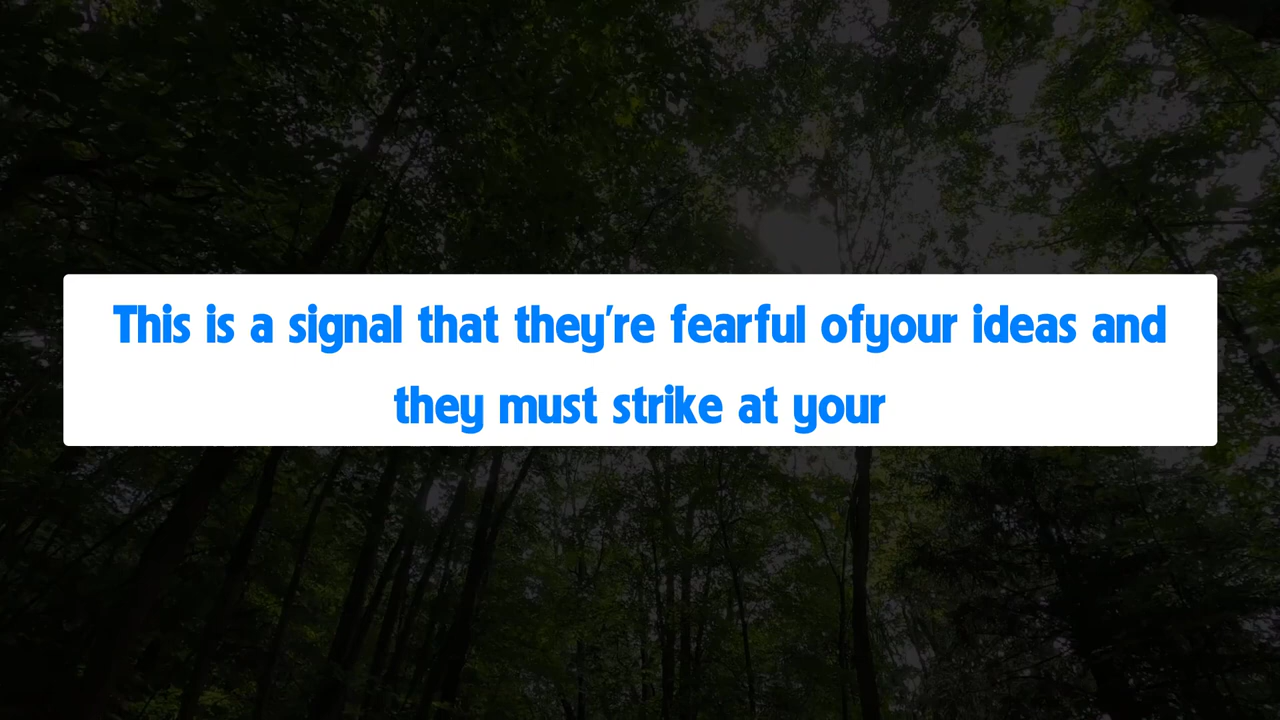 This is a signal that they're fearful ofyour ideas and
they must strike at your